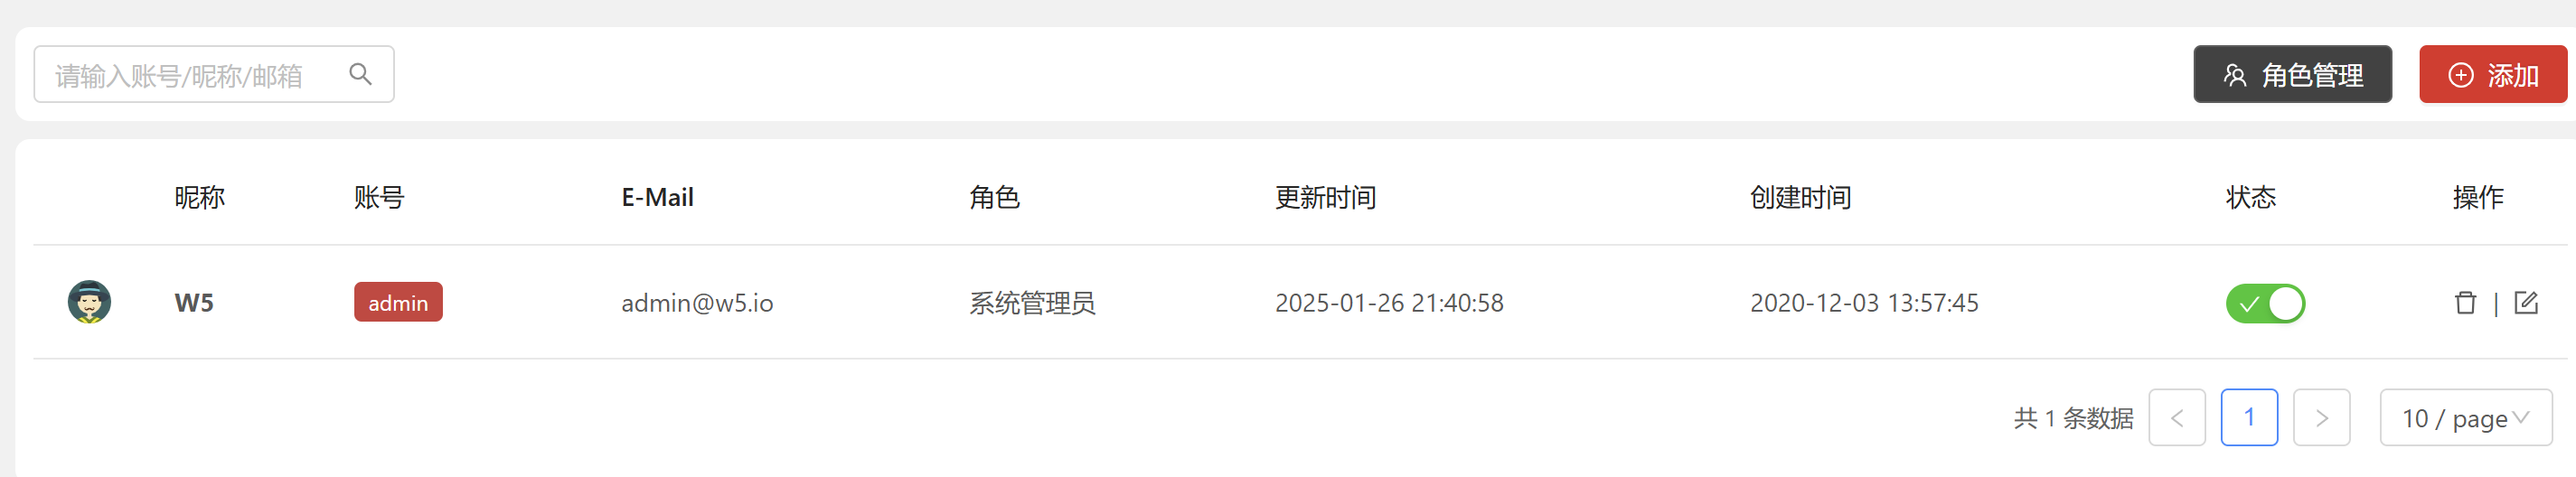 请输入账号/昵称/邮箱 角色管理 添加
昵称 账号 E-Mail 角色 更新时间 创建时间 状态 操作
W5 admin admin@w5.io 系统管理员 2025-01-26 21:40:58 2020-12-03 13:57:45 |
共 1 条数据 < 1 > 10 / page